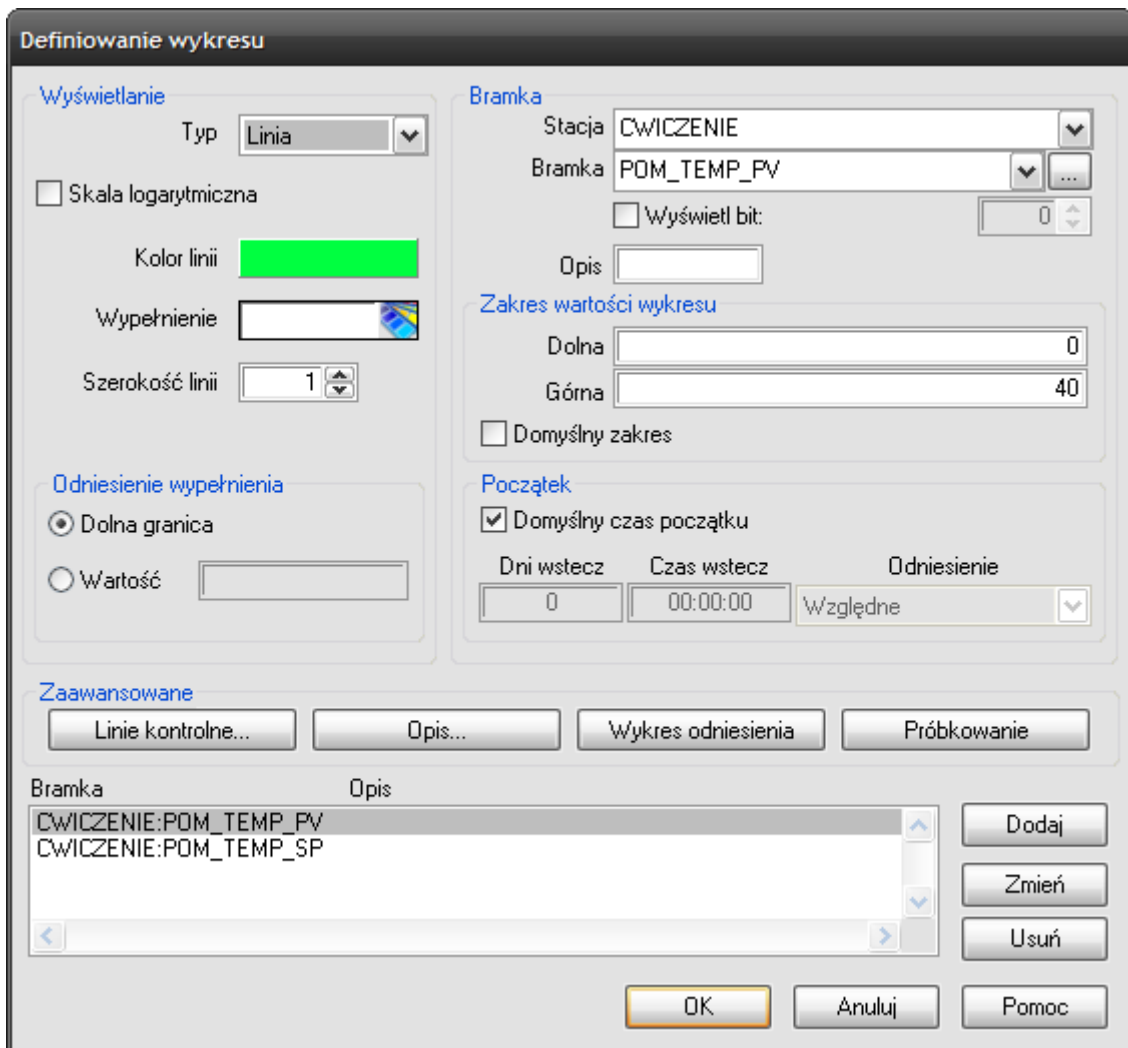 Definiowanie wykresu
Wyświetlanie
Typ Linia
Skala logarytmiczna
Kolor linii
Wypełnienie
Szerokość linii 1
Odniesienie wypełnienia
Dolna granica
Wartość
Bramka
Stacja CWICZENIE
Bramka POM_TEMP_PV ...
Wyświetl bit: 0
Opis
Zakres wartości wykresu
Dolna 0
Górna 40
Domyślny zakres
Początek
Domyślny czas początku
Dni wstecz Czas wstecz Odniesienie
0 00:00:00 Względne
Zaawansowane
Linie kontrolne... Opis... Wykres odniesienia Próbkowanie
Bramka Opis
CWICZENIE:POM_TEMP_PV
CWICZENIE:POM_TEMP_SP
Dodaj
Zmień
Usuń
OK Anuluj Pomoc